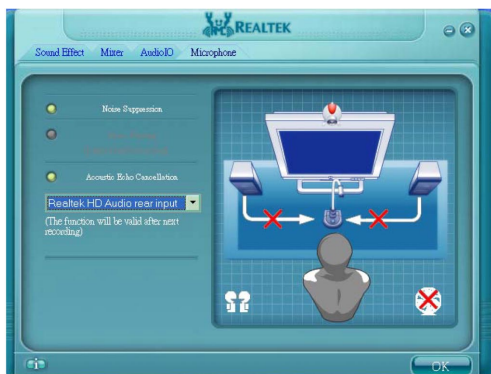 REALTEK
Sound Effect Mixer AudioIO Microphone
Noise Suppression
Acoustic Echo Cancellation
Realtek HD Audio rear input
(The function will be valid after next
recording)
OK